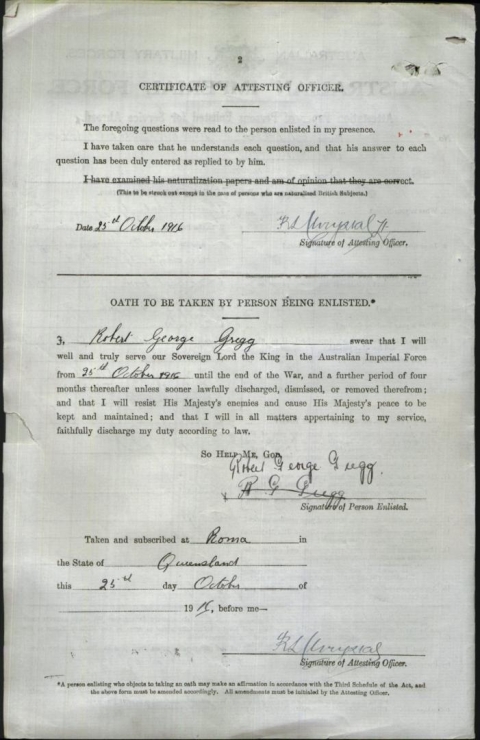 2
CERTIFICATE OF ATTESTING OFFICER.
The foregoing questions were read to the person enlisted in my presence.
I have taken care that he understands each question, and that his answer to each
question has been duly entered as replied to by him.
I have examined his naturalization papers and am of opinion that they are correct.
(This to be struck out except in the case of persons who are naturalised British Subjects.)
Date 25th October 1916
Signature of Attesting Officer.
OATH TO BE TAKEN BY PERSON BEING ENLISTED.*
I, Robert George Gregg swear that I will
well and truly serve our Sovereign Lord the King in the Australian Imperial Force
from 25th October 1916 until the end of the War, and a further period of four
months thereafter unless sooner lawfully discharged, dismissed, or removed therefrom;
and that I will resist His Majesty's enemies and cause His Majesty's peace to be
kept and maintained; and that I will in all matters appertaining to my service,
faithfully discharge my duty according to law.
SO HELP ME, GOD.
Robert George Gregg.
x R G Gregg
Signature of Person Enlisted.
Taken and subscribed at Roma in
the State of Queensland
this 25th day October of
1916, before me—
Signature of Attesting Officer.
*A person enlisting who objects to taking an oath may make an affirmation in accordance with the Third Schedule of the Act, and
the above form must be amended accordingly. All amendments must be initialed by the Attesting Officer.